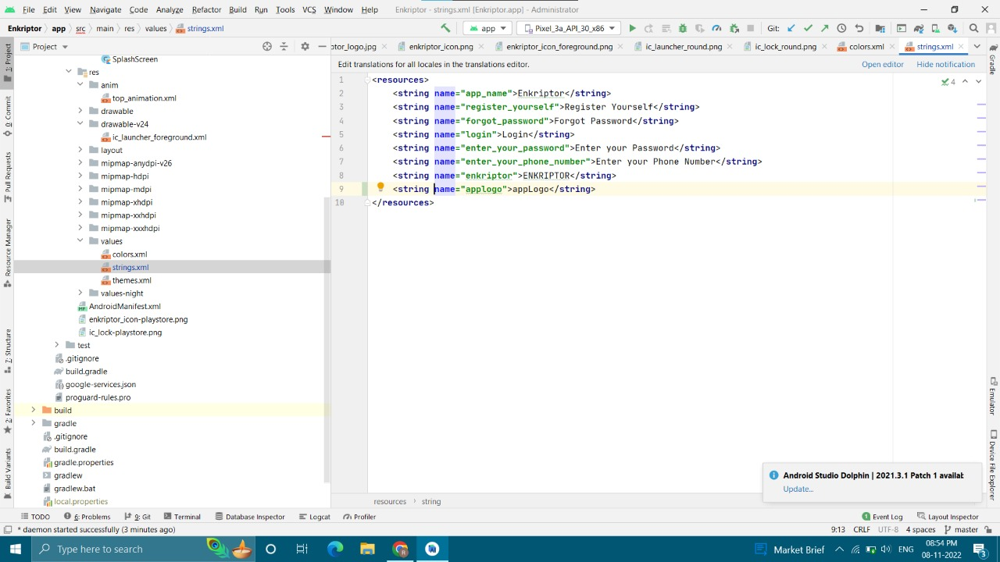 File Edit View Navigate Code Analyze Refactor Build Run Tools VCS Window Help Enkriptor - strings.xml [Enkriptor.app] - Administrator
Enkriptor app src main res values strings.xml app Pixel_3a_API_30_x86 Git:
1: Project
0: Commit
Pull Requests
Resource Manager
Z: Structure
2: Favorites
Build Variants
Project
SplashScreen
res
anim
top_animation.xml
drawable
drawable-v24
ic_launcher_foreground.xml
layout
mipmap-anydpi-v26
mipmap-hdpi
mipmap-mdpi
mipmap-xhdpi
mipmap-xxhdpi
mipmap-xxxhdpi
values
colors.xml
strings.xml
themes.xml
values-night
AndroidManifest.xml
enkriptor_icon-playstore.png
ic_lock-playstore.png
test
.gitignore
build.gradle
google-services.json
proguard-rules.pro
build
gradle
.gitignore
build.gradle
gradle.properties
gradlew
gradlew.bat
local.properties
ptor_logo.jpg enkriptor_icon.png enkriptor_icon_foreground.png ic_launcher_round.png ic_lock_round.png colors.xml strings.xml
Edit translations for all locales in the translations editor. Open editor Hide notification
4
1 <resources>
2 <string name="app_name">Enkriptor</string>
3 <string name="register_yourself">Register Yourself</string>
4 <string name="forgot_password">Forgot Password</string>
5 <string name="login">Login</string>
6 <string name="enter_your_password">Enter your Password</string>
7 <string name="enter_your_phone_number">Enter your Phone Number</string>
8 <string name="enkriptor">ENKRIPTOR</string>
9 <string name="applogo">appLogo</string>
10 </resources>
Gradle
Emulator
Device File Explorer
Android Studio Dolphin | 2021.3.1 Patch 1 availab
Update...
resources string
TODO 6: Problems 9: Git Terminal Database Inspector Logcat Profiler 1 Event Log Layout Inspector
* daemon started successfully (3 minutes ago) 9:13 CRLF UTF-8 4 spaces master
Type here to search Market Brief ENG 08:54 PM
08-11-2022 3